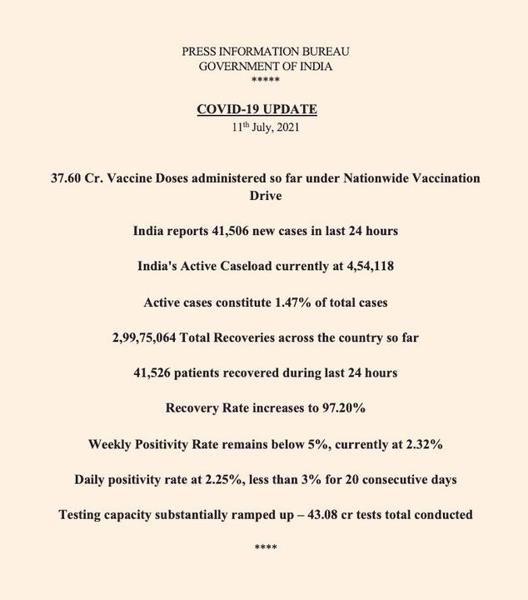 PRESS INFORMATION BUREAU
GOVERNMENT OF INDIA
*****
COVID-19 UPDATE
11th July, 2021
37.60 Cr. Vaccine Doses administered so far under Nationwide Vaccination
Drive
India reports 41,506 new cases in last 24 hours
India's Active Caseload currently at 4,54,118
Active cases constitute 1.47% of total cases
2,99,75,064 Total Recoveries across the country so far
41,526 patients recovered during last 24 hours
Recovery Rate increases to 97.20%
Weekly Positivity Rate remains below 5%, currently at 2.32%
Daily positivity rate at 2.25%, less than 3% for 20 consecutive days
Testing capacity substantially ramped up – 43.08 cr tests total conducted
****